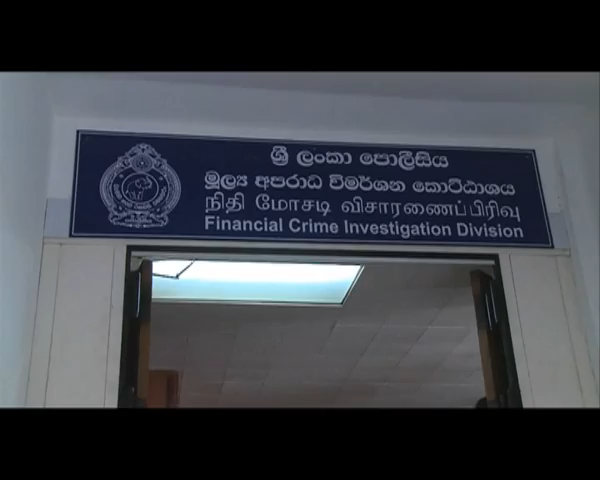 ශ්‍රී ලංකා පොලීසිය
මූල්‍ය අපරාධ විමර්ශන කොට්ඨාශය
நிதி மோசடி விசாரணைப்பிரிவு
Financial Crime Investigation Division